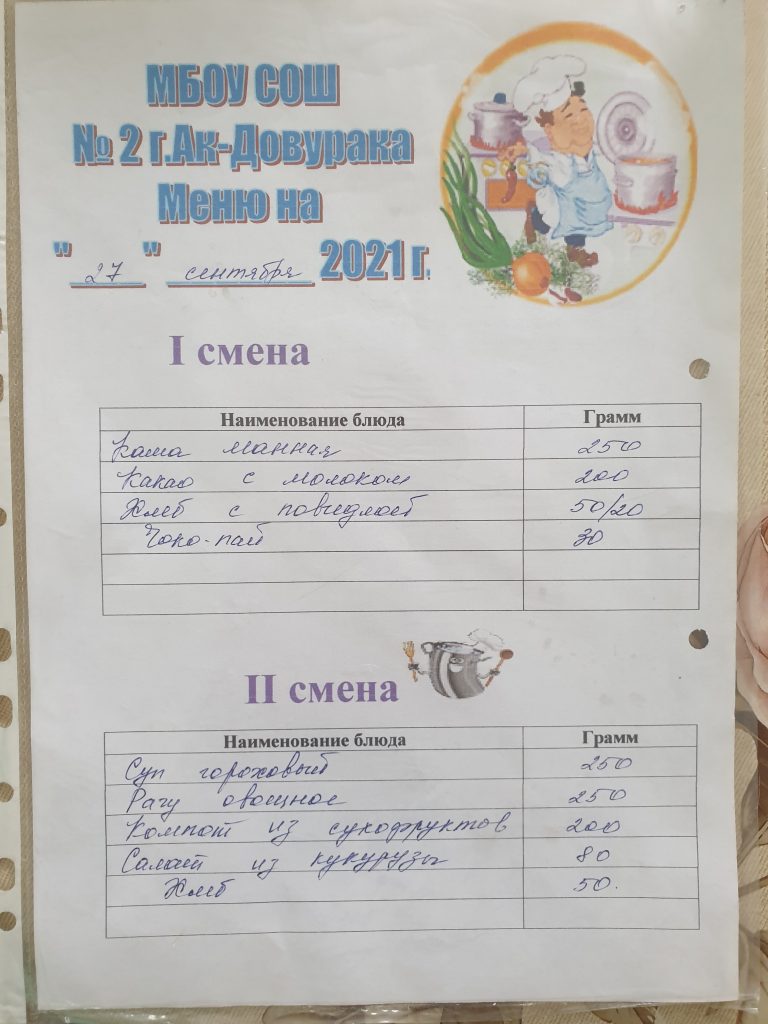 МБОУ СОШ
№ 2 г.Ак-Довурака
Меню на
"27" сентября 2021 г.
I смена
Наименование блюда Грамм
Каша манная 250
Какао с молоком 200
Хлеб с повидлой 50/20
Чоко-пай 30
II смена
Наименование блюда Грамм
Суп гороховый 250
Рагу овощное 250
Компот из сухофруктов 200
Салат из кукурузы 80
Хлеб 50.